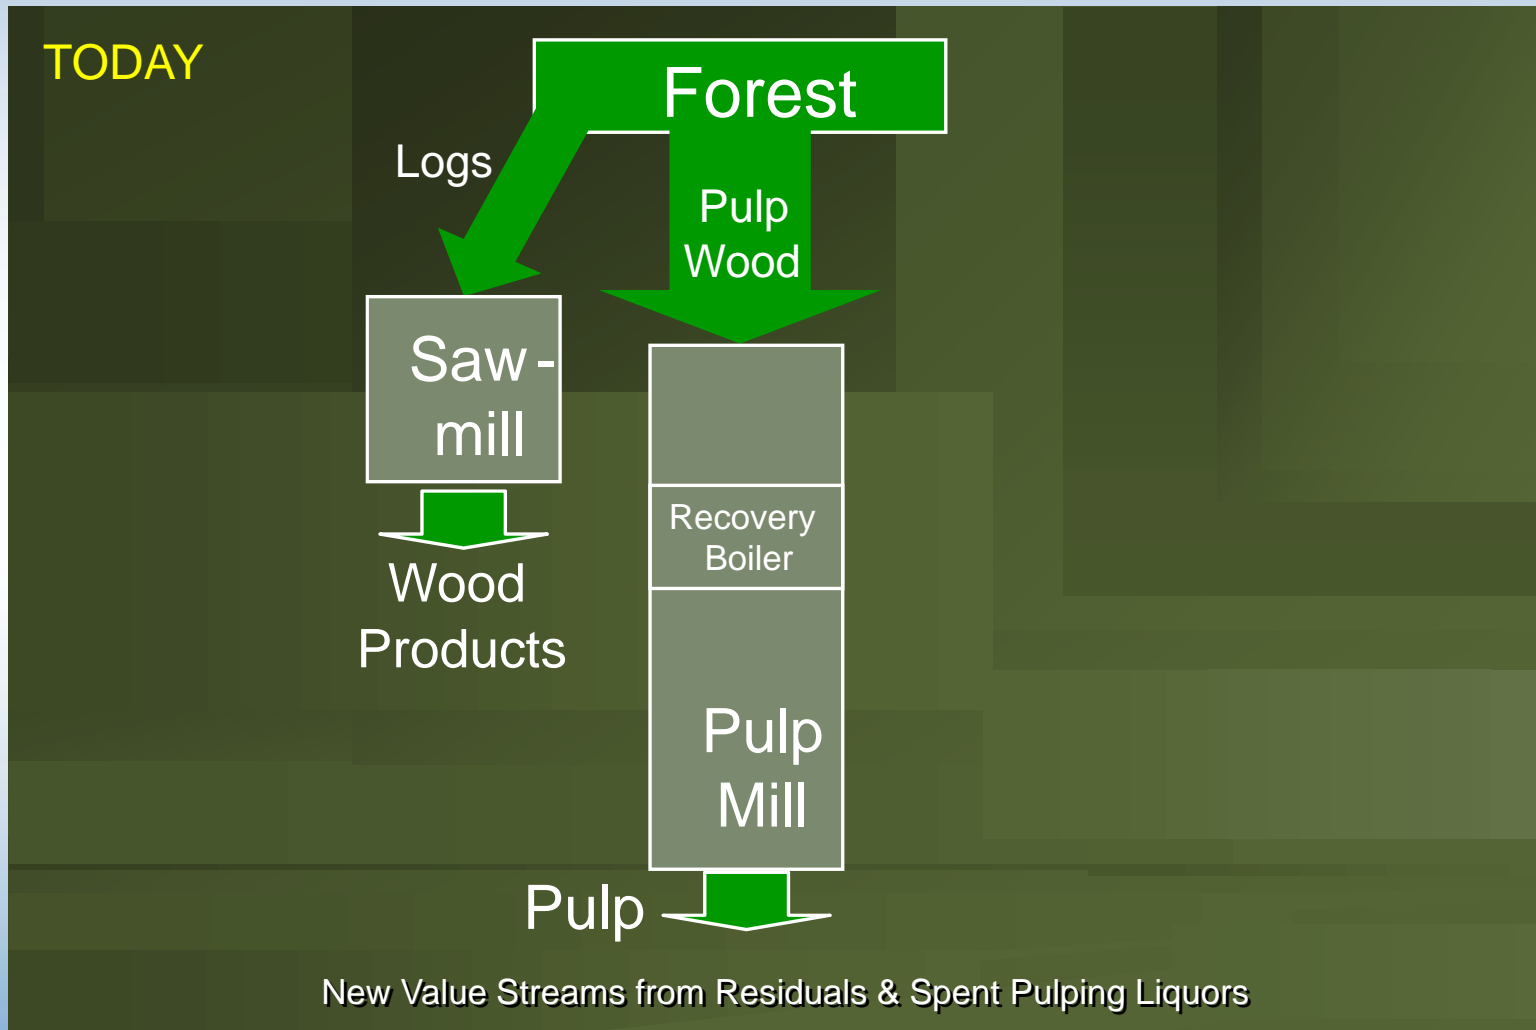 TODAY
Forest
Logs
Pulp
Wood
Saw-
mill
Recovery
Boiler
Wood
Products
Pulp
Mill
Pulp
New Value Streams from Residuals & Spent Pulping Liquors